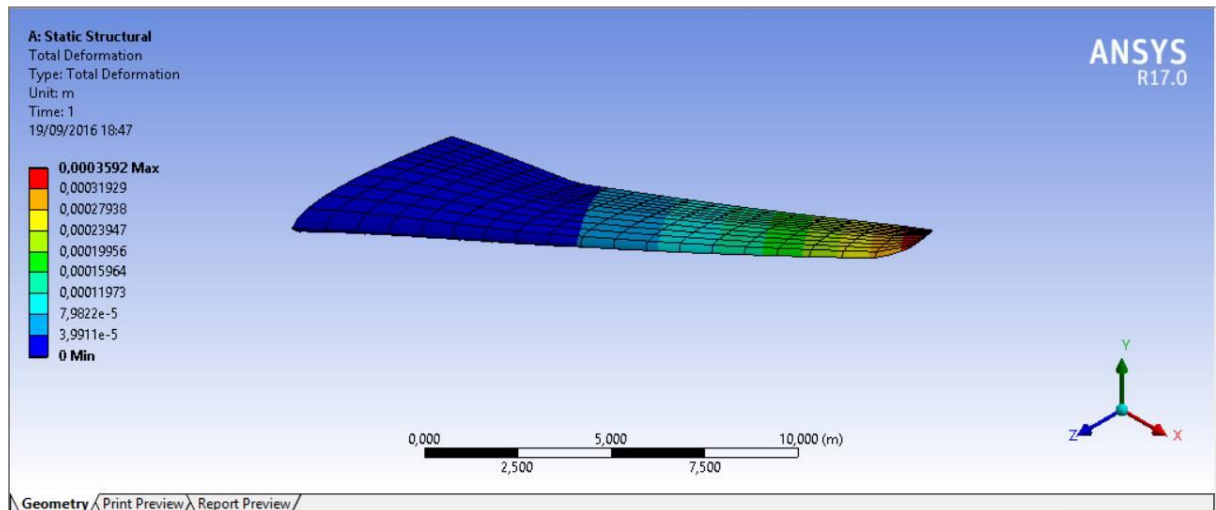 A: Static Structural
Total Deformation
Type: Total Deformation
Unit: m
Time: 1
19/09/2016 18:47
ANSYS
R17.0
0,0003592 Max
0,00031929
0,00027938
0,00023947
0,00019956
0,00015964
0,00011973
7,9822e-5
3,9911e-5
0 Min
Y
Z
X
0,000 5,000 10,000 (m)
2,500 7,500
Geometry Print Preview Report Preview